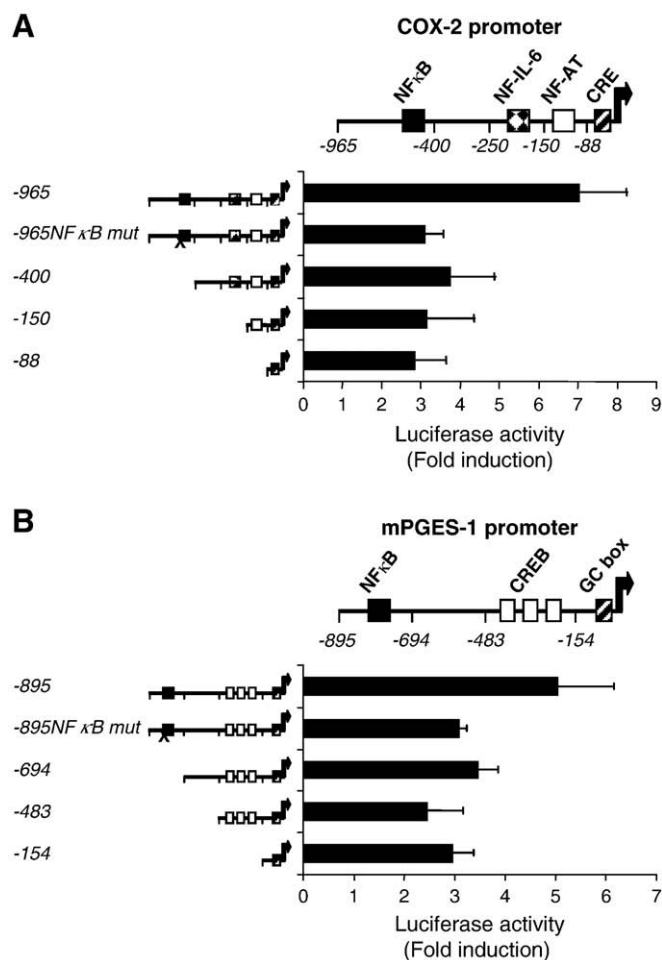 A
COX-2 promoter
NFκB
NF-IL-6
NF-AT
CRE
-965
-400
-250
-150
-88
-965
-965NFκB mut
-400
-150
-88
0 1 2 3 4 5 6 7 8 9
Luciferase activity
(Fold induction)
B
mPGES-1 promoter
NFκB
CREB
GC box
-895
-694
-483
-154
-895
-895NFκB mut
-694
-483
-154
0 1 2 3 4 5 6 7
Luciferase activity
(Fold induction)